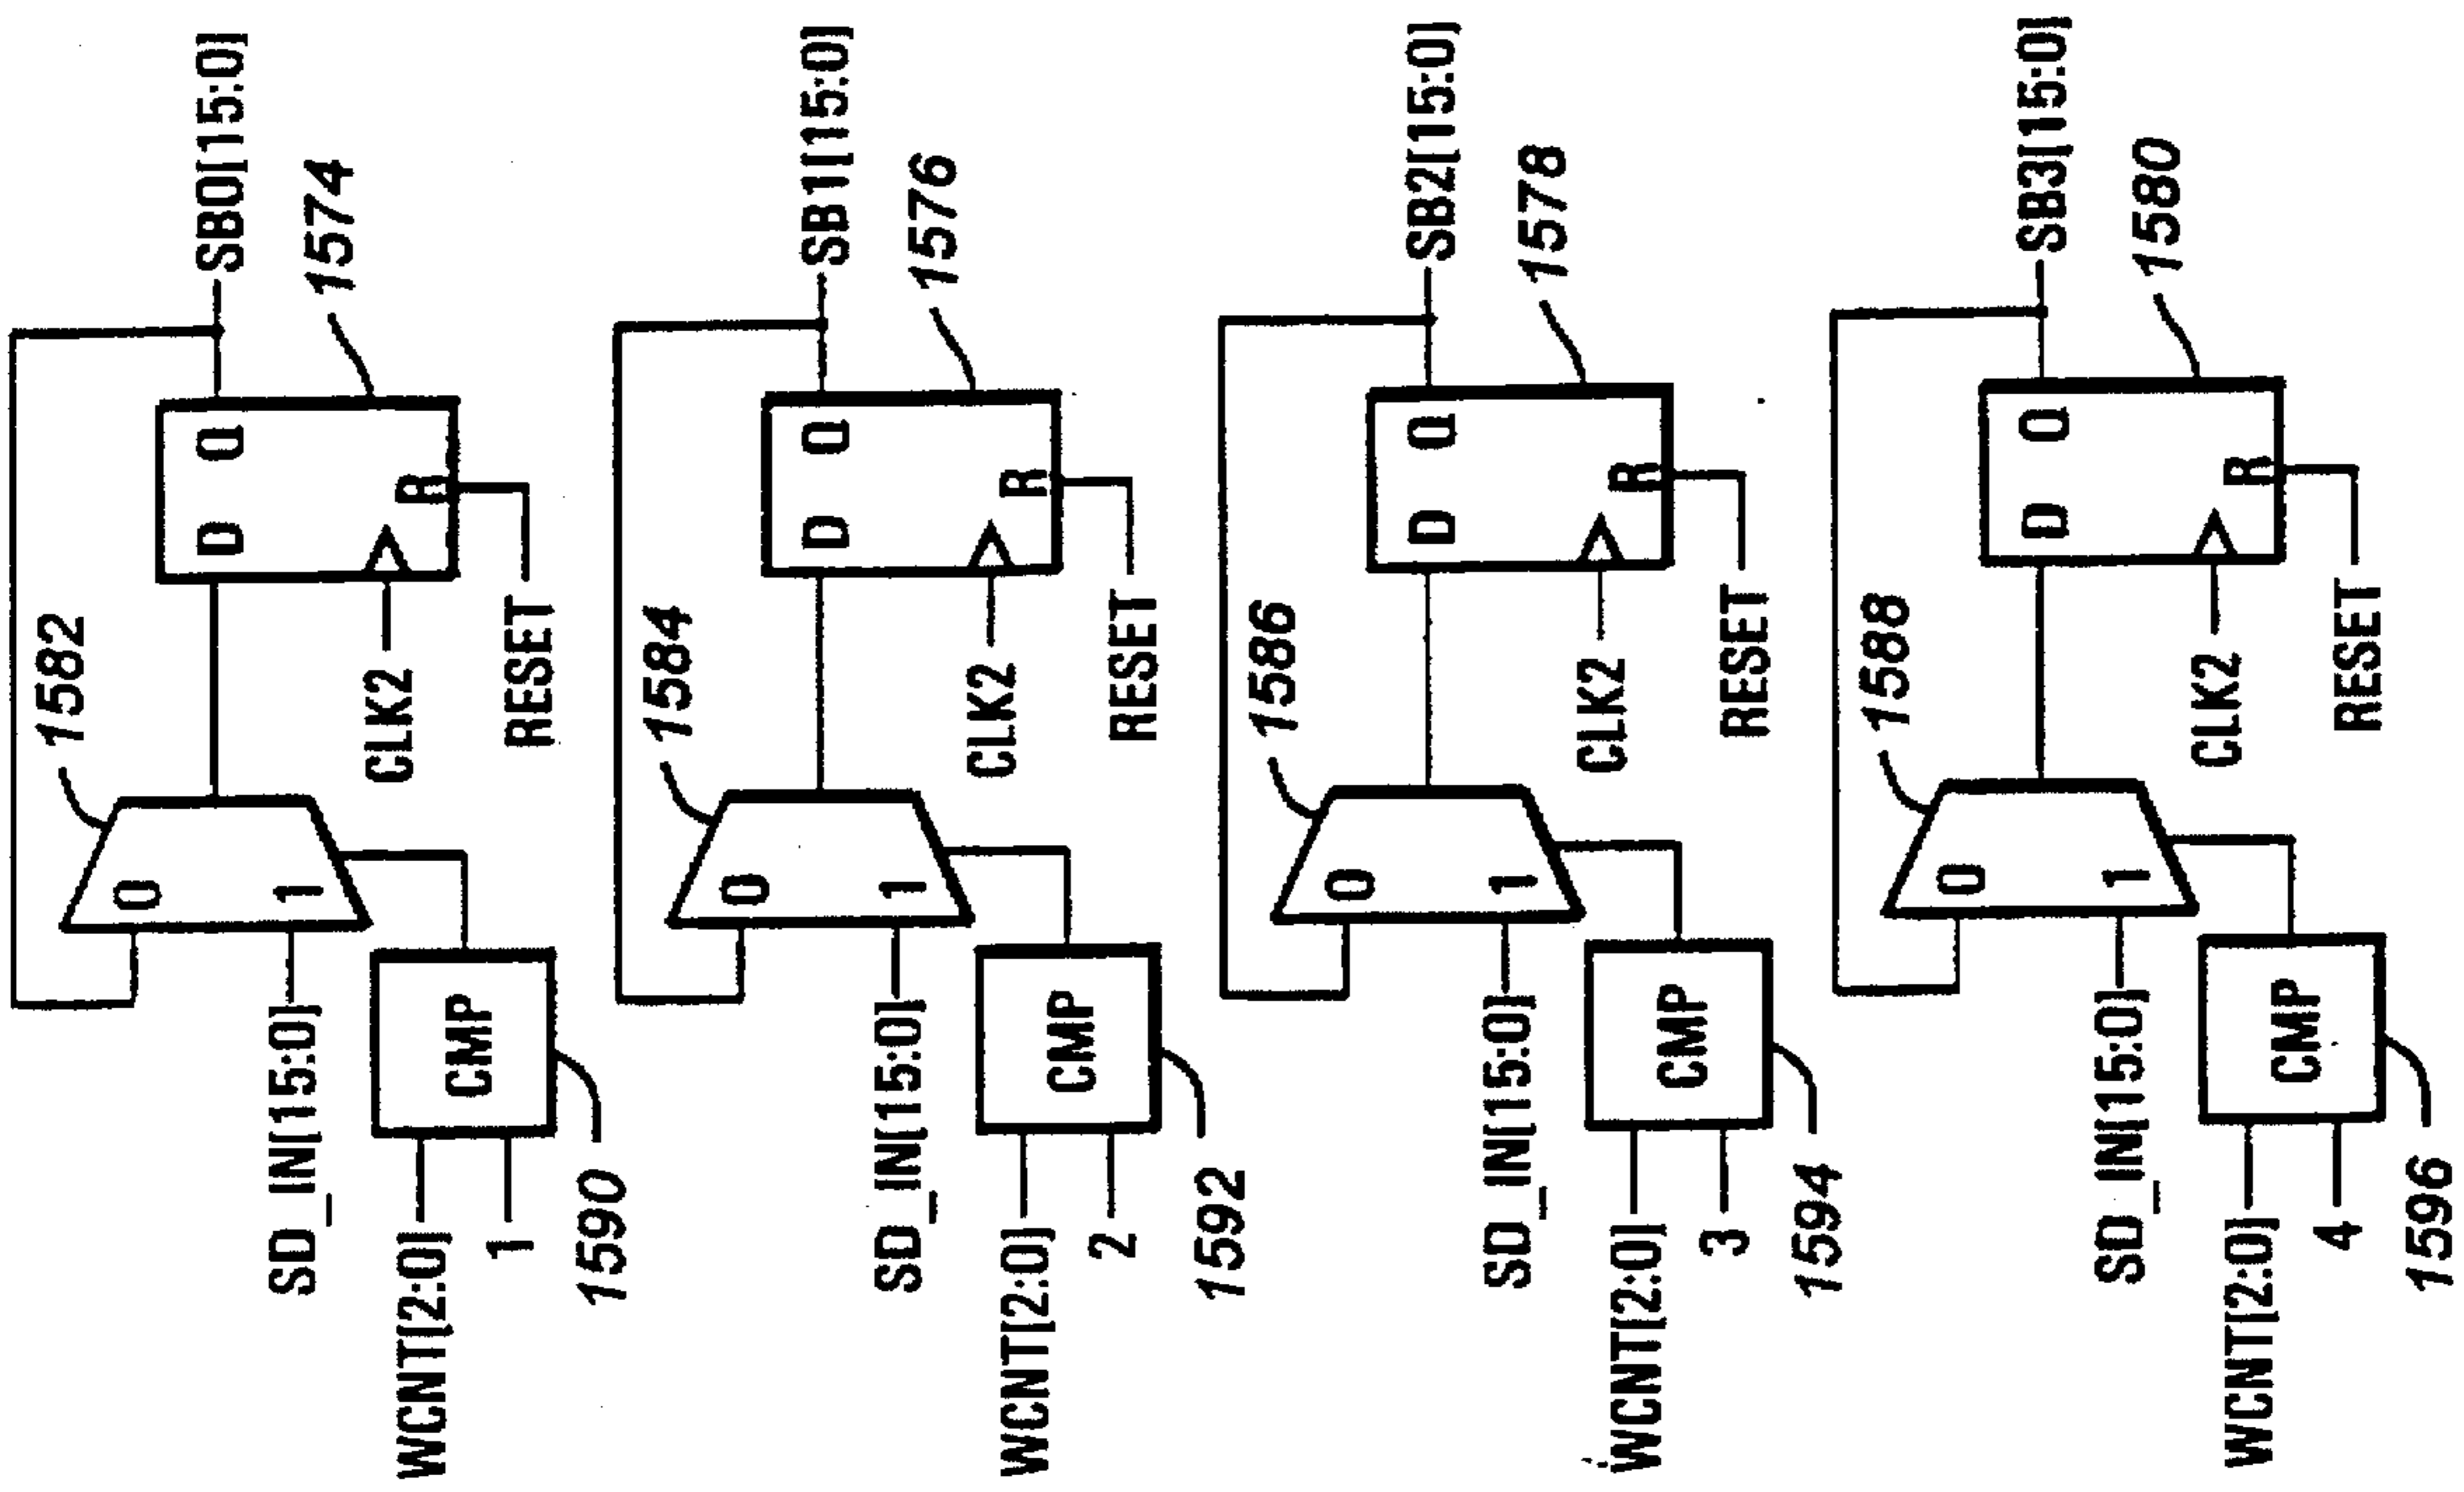 1582
SB0[15:0]
0
D Q
1574
SD_IN[15:0]
1
CLK2
R
WCNT[2:0]
CMP
1
RESET
1590
1584
SB1[15:0]
0
D Q
1576
SD_IN[15:0]
1
CLK2
R
WCNT[2:0]
CMP
2
RESET
1592
1586
SB2[15:0]
0
D Q
1578
SD_IN[15:0]
1
CLK2
R
WCNT[2:0]
CMP
3
RESET
1594
1588
SB3[15:0]
0
D Q
1580
SD_IN[15:0]
1
CLK2
R
WCNT[2:0]
CMP
4
RESET
1596